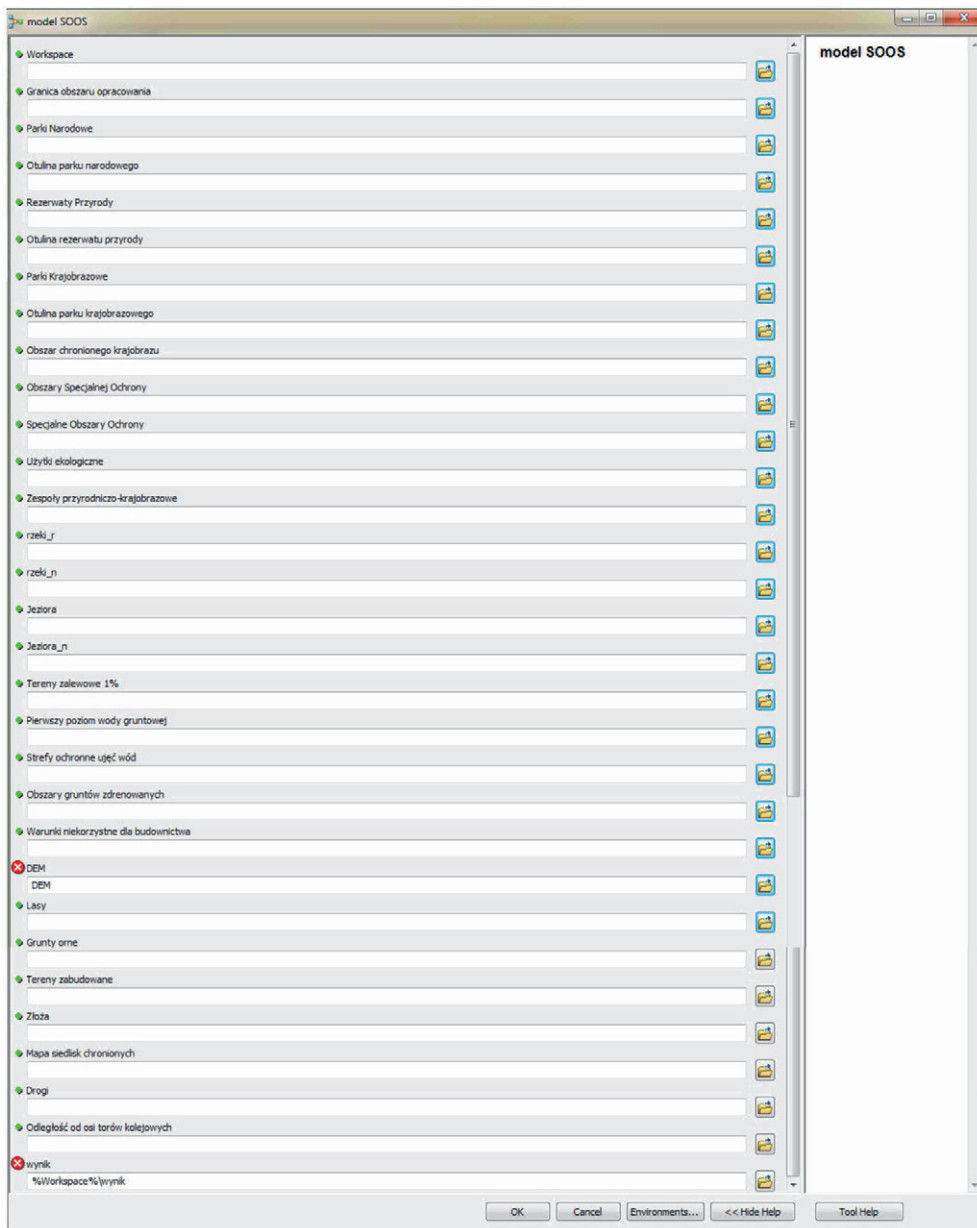 model SOOS
model SOOS
Workspace
Granica obszaru opracowania
Parki Narodowe
Otulina parku narodowego
Rezerwaty Przyrody
Otulina rezerwatu przyrody
Parki Krajobrazowe
Otulina parku krajobrazowego
Obszar chronionego krajobrazu
Obszary Specjalnej Ochrony
Specjalne Obszary Ochrony
Użytki ekologiczne
Zespoły przyrodniczo-krajobrazowe
rzeki_r
rzeki_n
Jeziora
Jeziora_n
Tereny zalewowe 1%
Pierwszy poziom wody gruntowej
Strefy ochronne ujęć wód
Obszary gruntów zdrenowanych
Warunki niekorzystne dla budownictwa
DEM
DEM
Lasy
Grunty orne
Tereny zabudowane
Złoża
Mapa siedlisk chronionych
Drogi
Odległość od osi torów kolejowych
wynik
%Workspace%\wynik
OK Cancel Environments... << Hide Help Tool Help